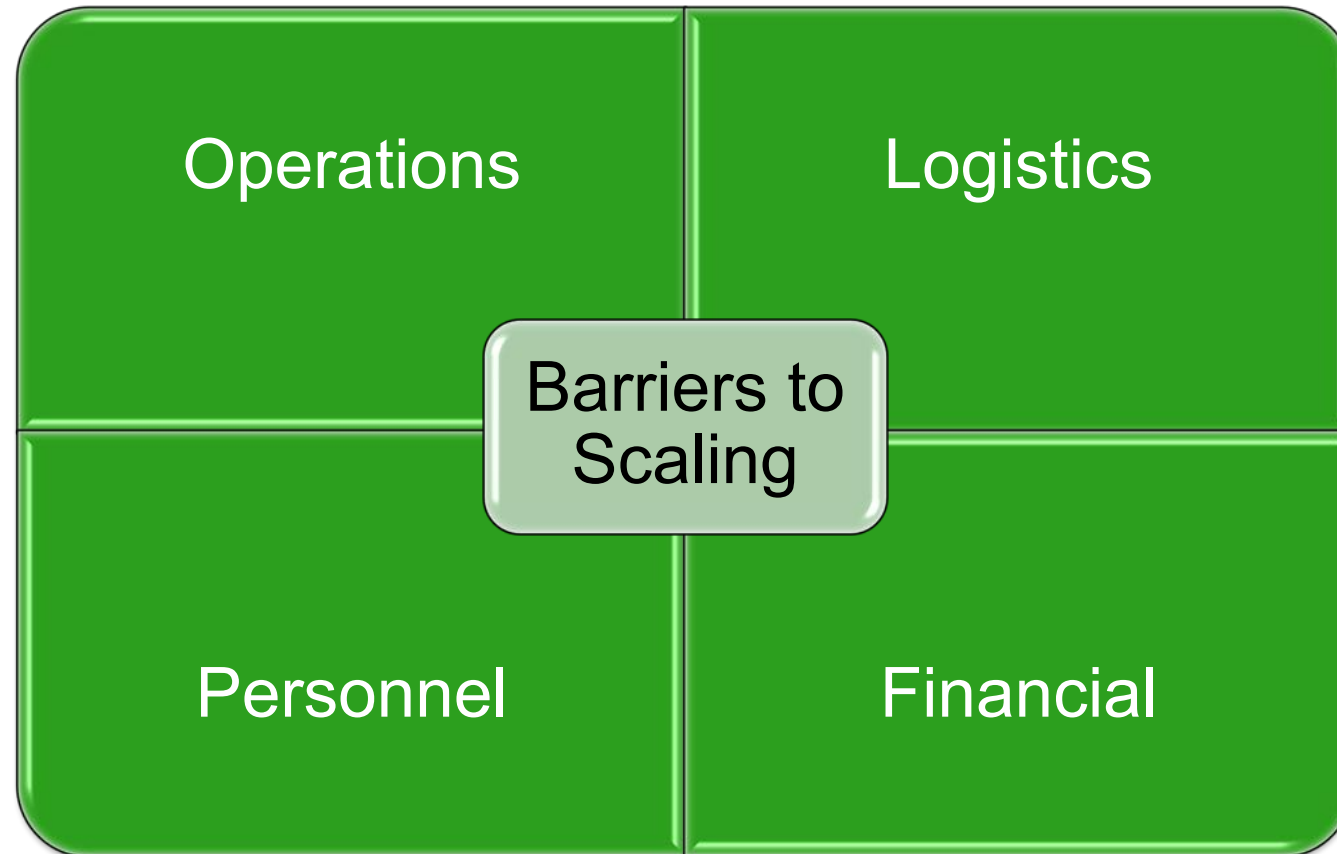 Operations
Logistics
Barriers to
Scaling
Personnel
Financial